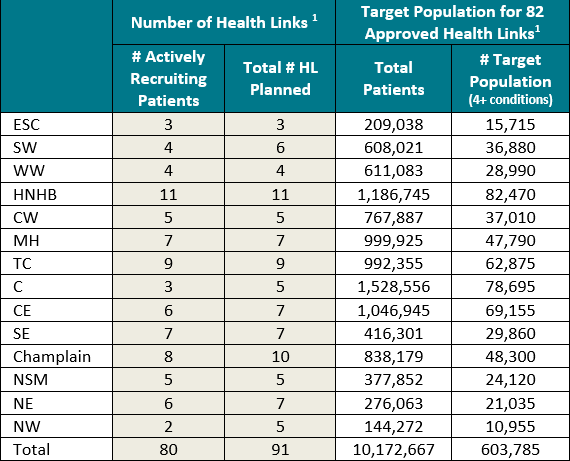 Number of Health Links 1 Target Population for 82 Approved Health Links1
# Actively Recruiting Patients Total # HL Planned Total Patients # Target Population (4+ conditions)
ESC 3 3 209,038 15,715
SW 4 6 608,021 36,880
WW 4 4 611,083 28,990
HNHB 11 11 1,186,745 82,470
CW 5 5 767,887 37,010
MH 7 7 999,925 47,790
TC 9 9 992,355 62,875
C 3 5 1,528,556 78,695
CE 6 7 1,046,945 69,155
SE 7 7 416,301 29,860
Champlain 8 10 838,179 48,300
NSM 5 5 377,852 24,120
NE 6 7 276,063 21,035
NW 2 5 144,272 10,955
Total 80 91 10,172,667 603,785